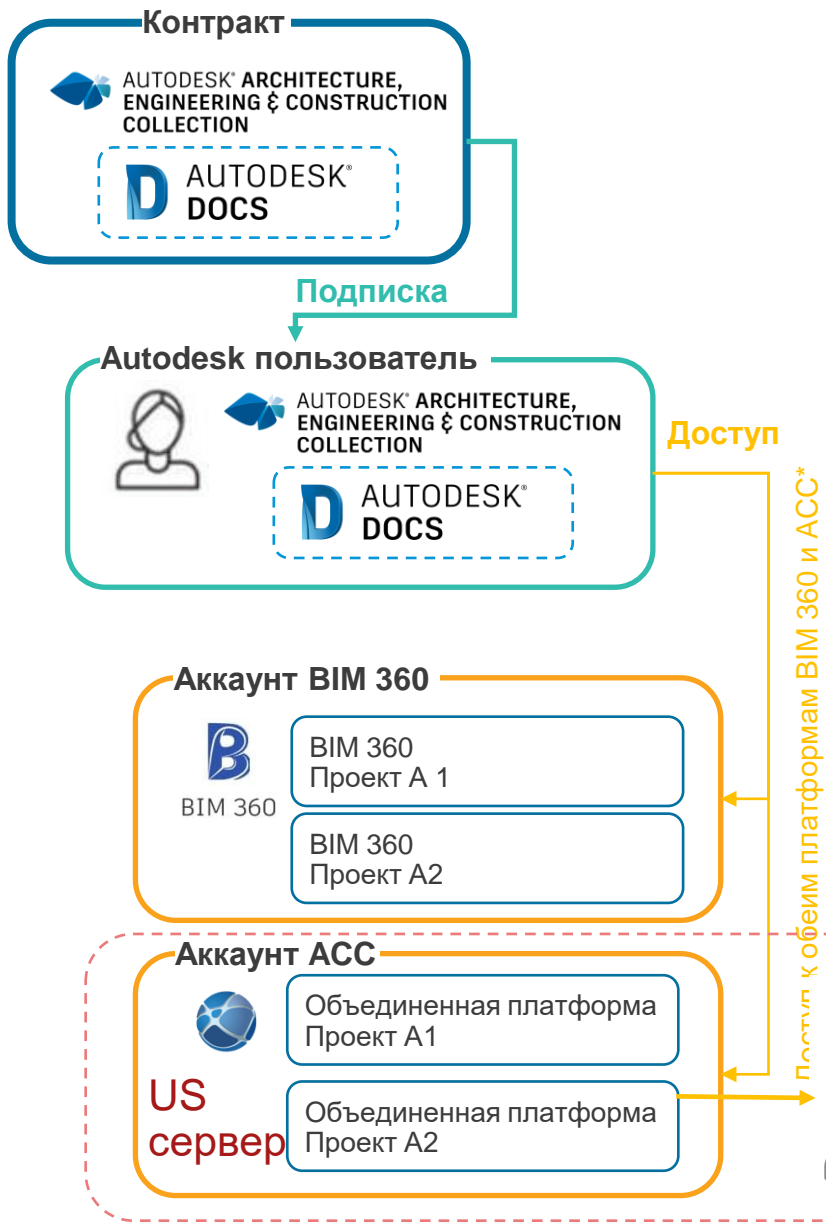 Контракт
AUTODESK® ARCHITECTURE,
ENGINEERING & CONSTRUCTION
COLLECTION
AUTODESK®
DOCS
Подписка
Autodesk пользователь
AUTODESK® ARCHITECTURE,
ENGINEERING & CONSTRUCTION
COLLECTION
AUTODESK®
DOCS
Доступ
Доступ к обеим платформам BIM 360 и ACC*
Аккаунт BIM 360
BIM 360
BIM 360
Проект А 1
BIM 360
Проект А2
Аккаунт ACC
Объединенная платформа
Проект А1
US
сервер
Объединенная платформа
Проект А2